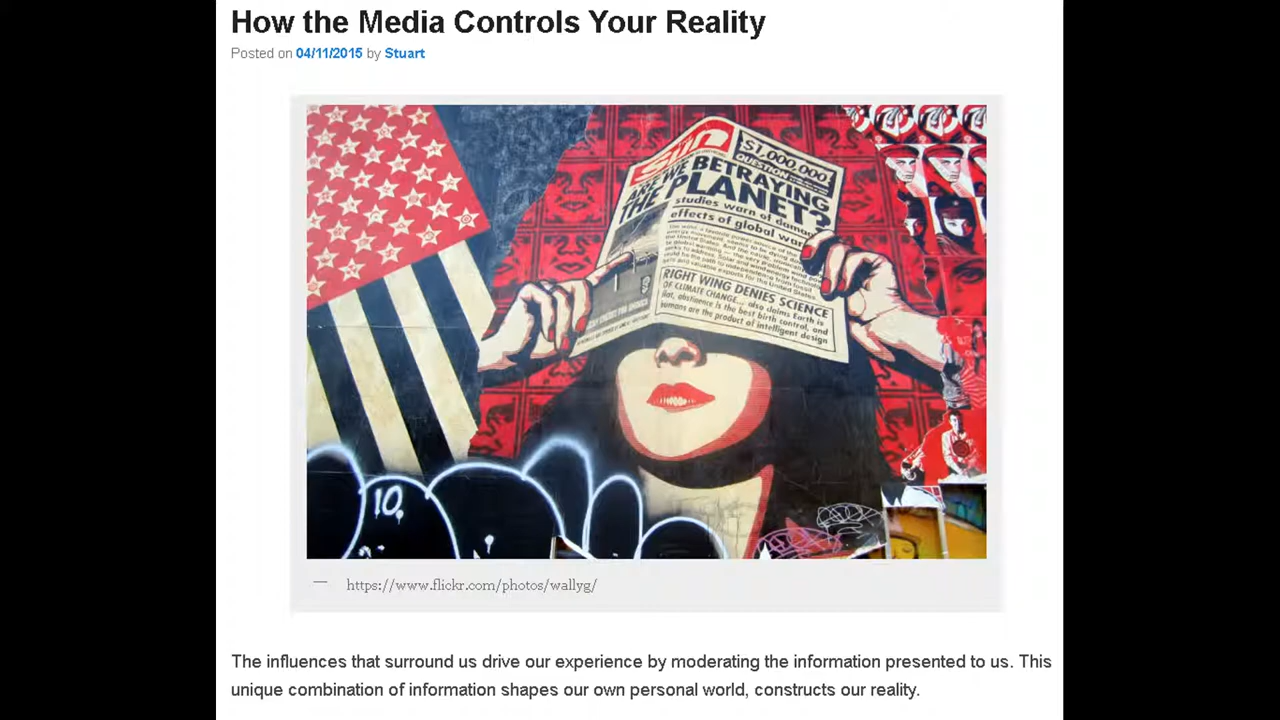 How the Media Controls Your Reality
Posted on 04/11/2015 by Stuart
Sun
$1,000,000
QUESTION
ARE WE BETRAYING
THE PLANET?
studies warn of
effects of global
RIGHT WING DENIES SCIENCE
OF CLIMATE CHANGE... also claims Earth is
flat, abstinence is the best birth control, and
humans are the product of intelligent design
10
— https://www.flickr.com/photos/wallyg/
The influences that surround us drive our experience by moderating the information presented to us. This
unique combination of information shapes our own personal world, constructs our reality.